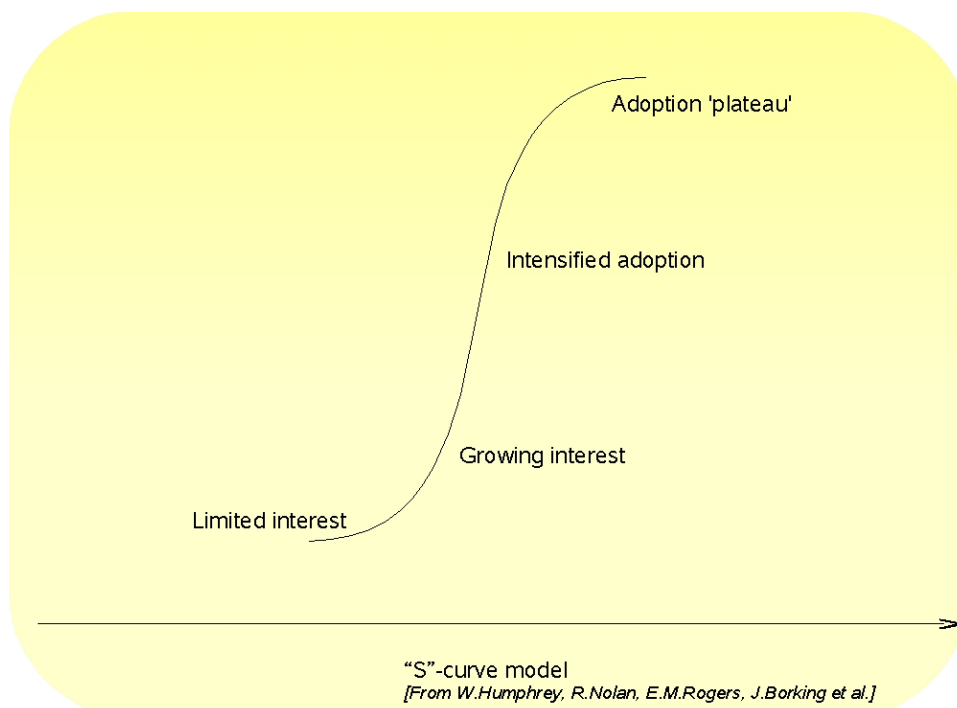 Adoption 'plateau'
Intensified adoption
Growing interest
Limited interest
“S”-curve model
[From W.Humphrey, R.Nolan, E.M.Rogers, J.Borking et al.]